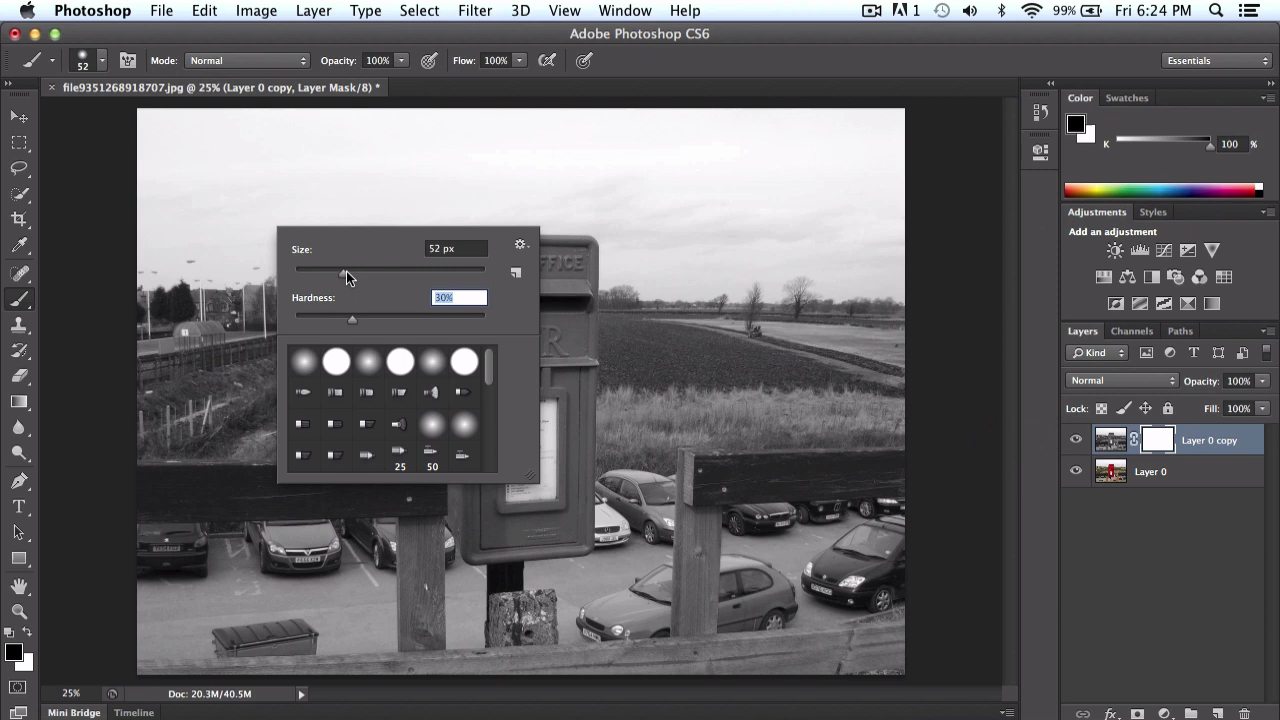 Photoshop File Edit Image Layer Type Select Filter 3D View Window Help 1 99% Fri 6:24 PM
Adobe Photoshop CS6
52 Mode: Normal Opacity: 100% Flow: 100% Essentials
× file9351268918707.jpg @ 25% (Layer 0 copy, Layer Mask/8) *
Color Swatches
K 100 %
Adjustments Styles
Add an adjustment
Size: 52 px
Hardness: 30%
25 50
OFFICE
R
Layers Channels Paths
Kind
Normal Opacity: 100%
Lock: Fill: 100%
Layer 0 copy
Layer 0
25% Doc: 20.3M/40.5M
Mini Bridge Timeline
fx